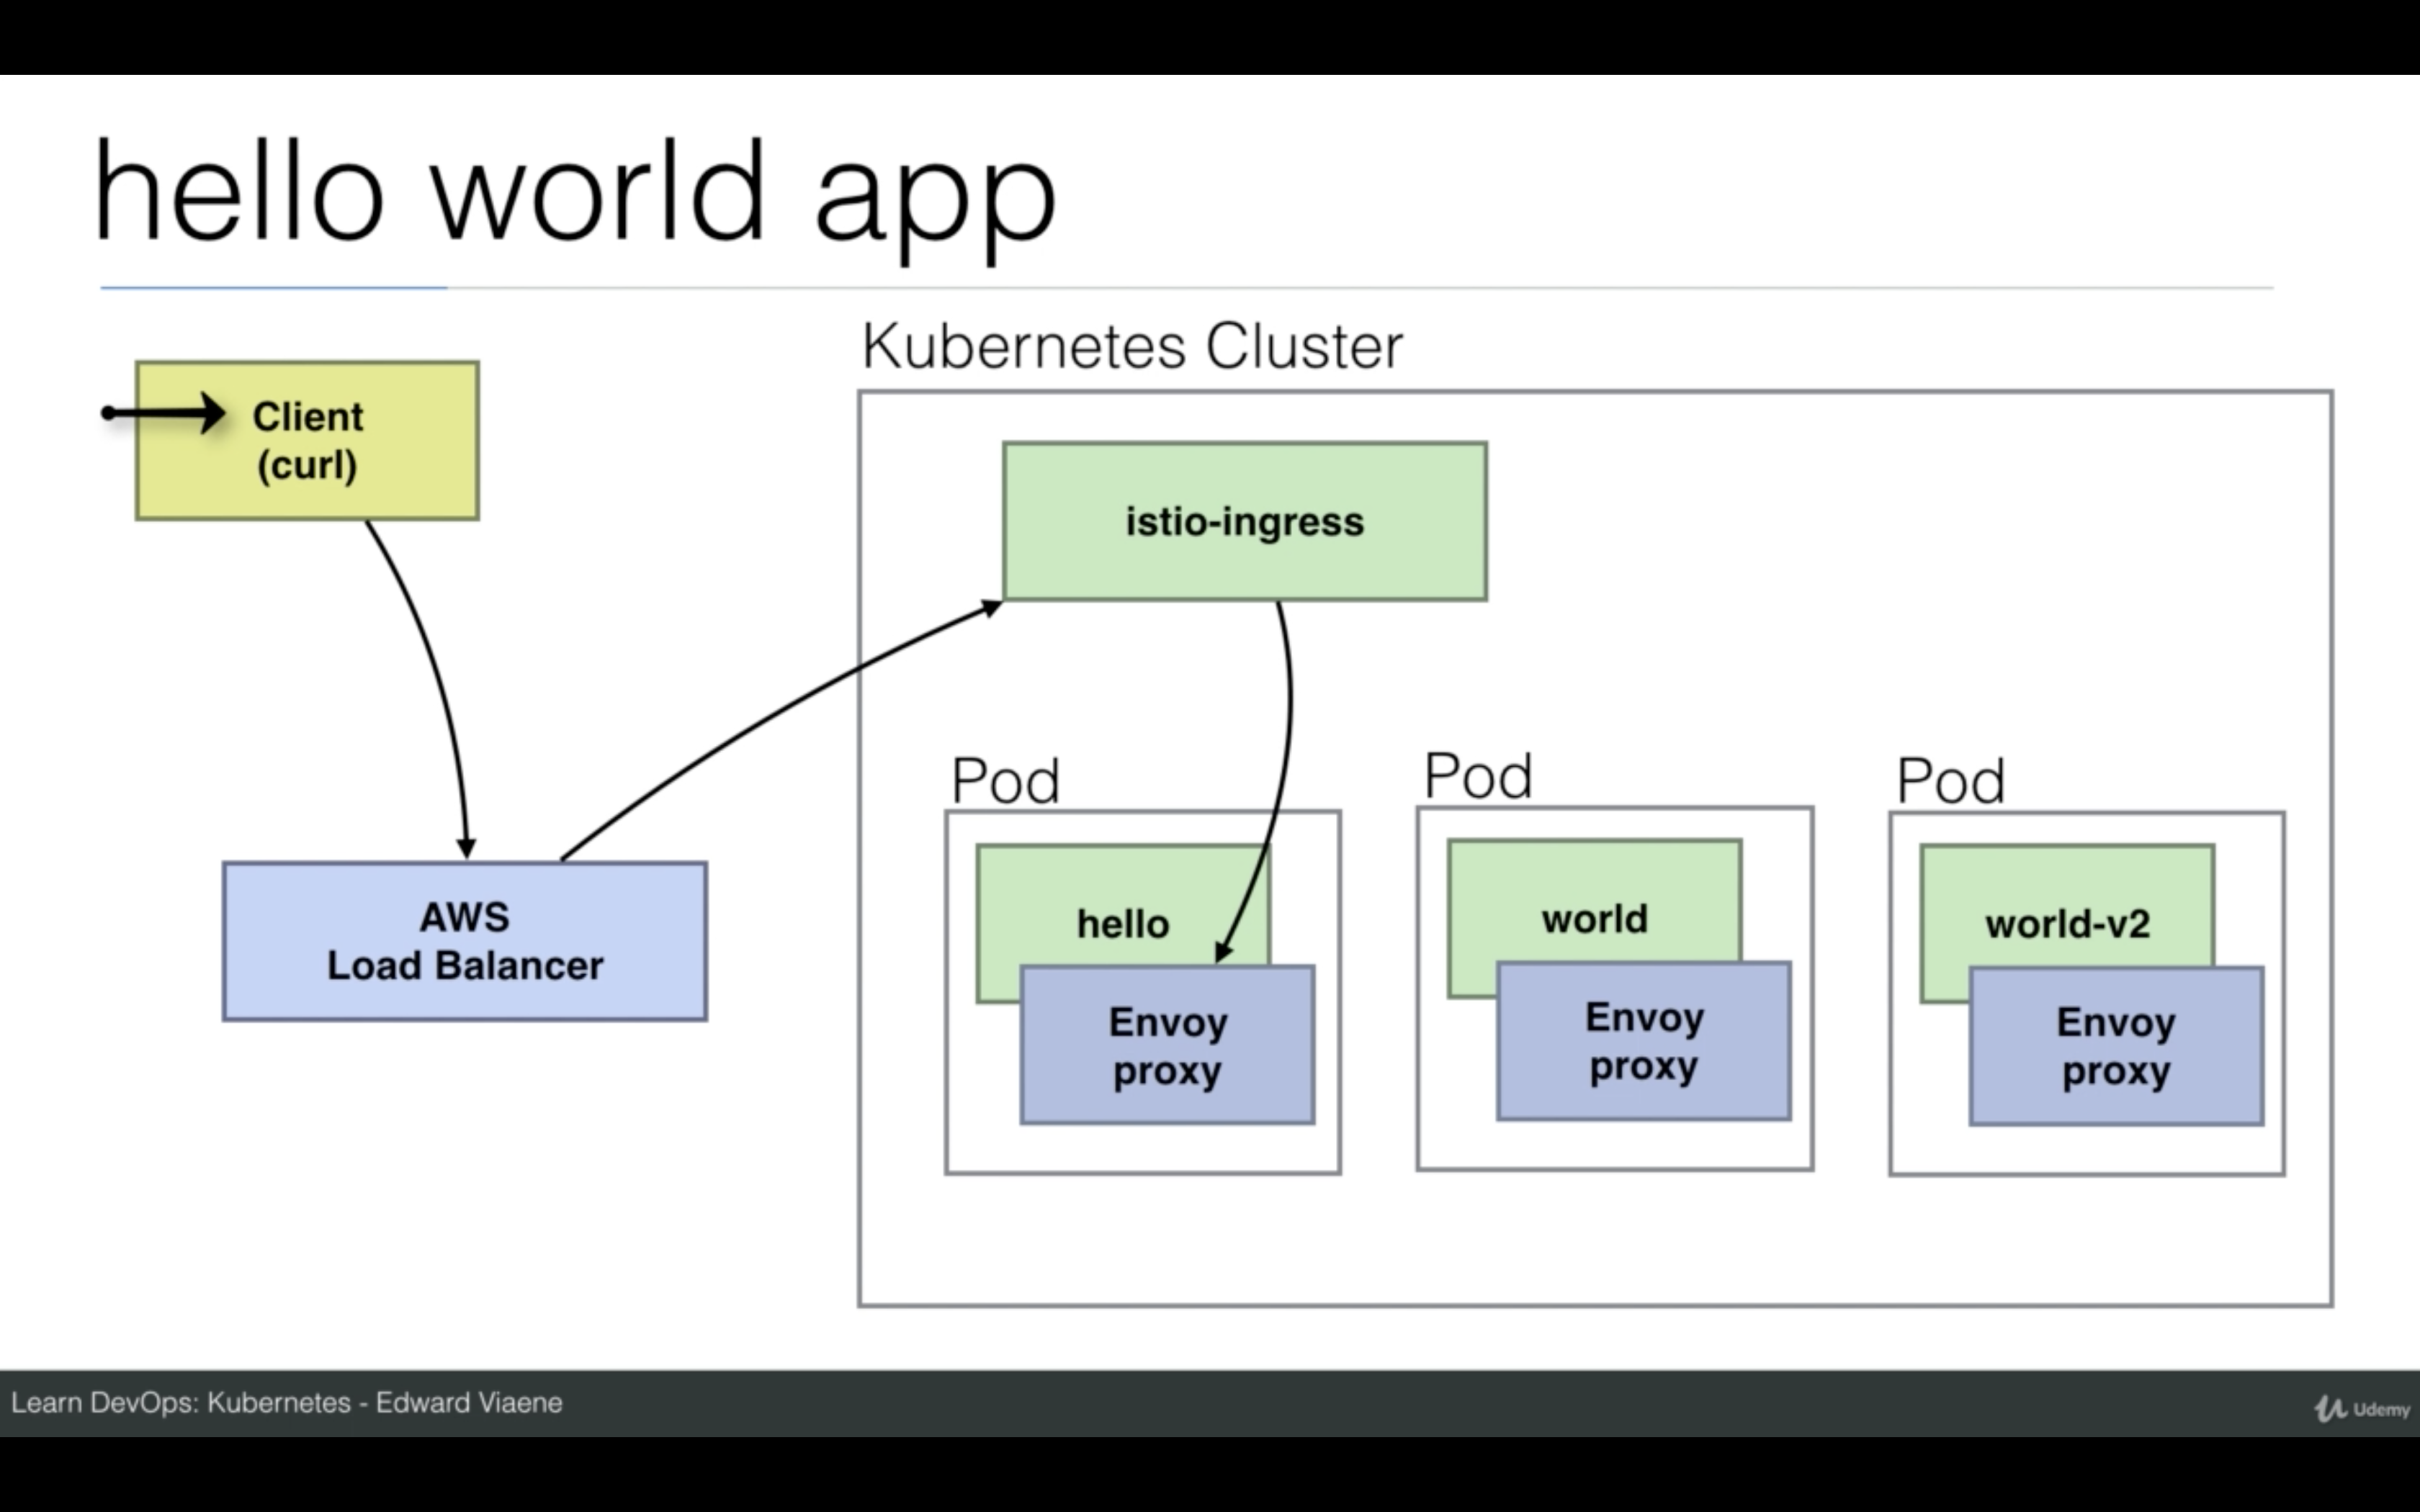 hello world app
Kubernetes Cluster
Client
(curl)
istio-ingress
AWS
Load Balancer
Pod
hello
Envoy
proxy
Pod
world
Envoy
proxy
Pod
world-v2
Envoy
proxy
Learn DevOps: Kubernetes - Edward Viaene
Udemy